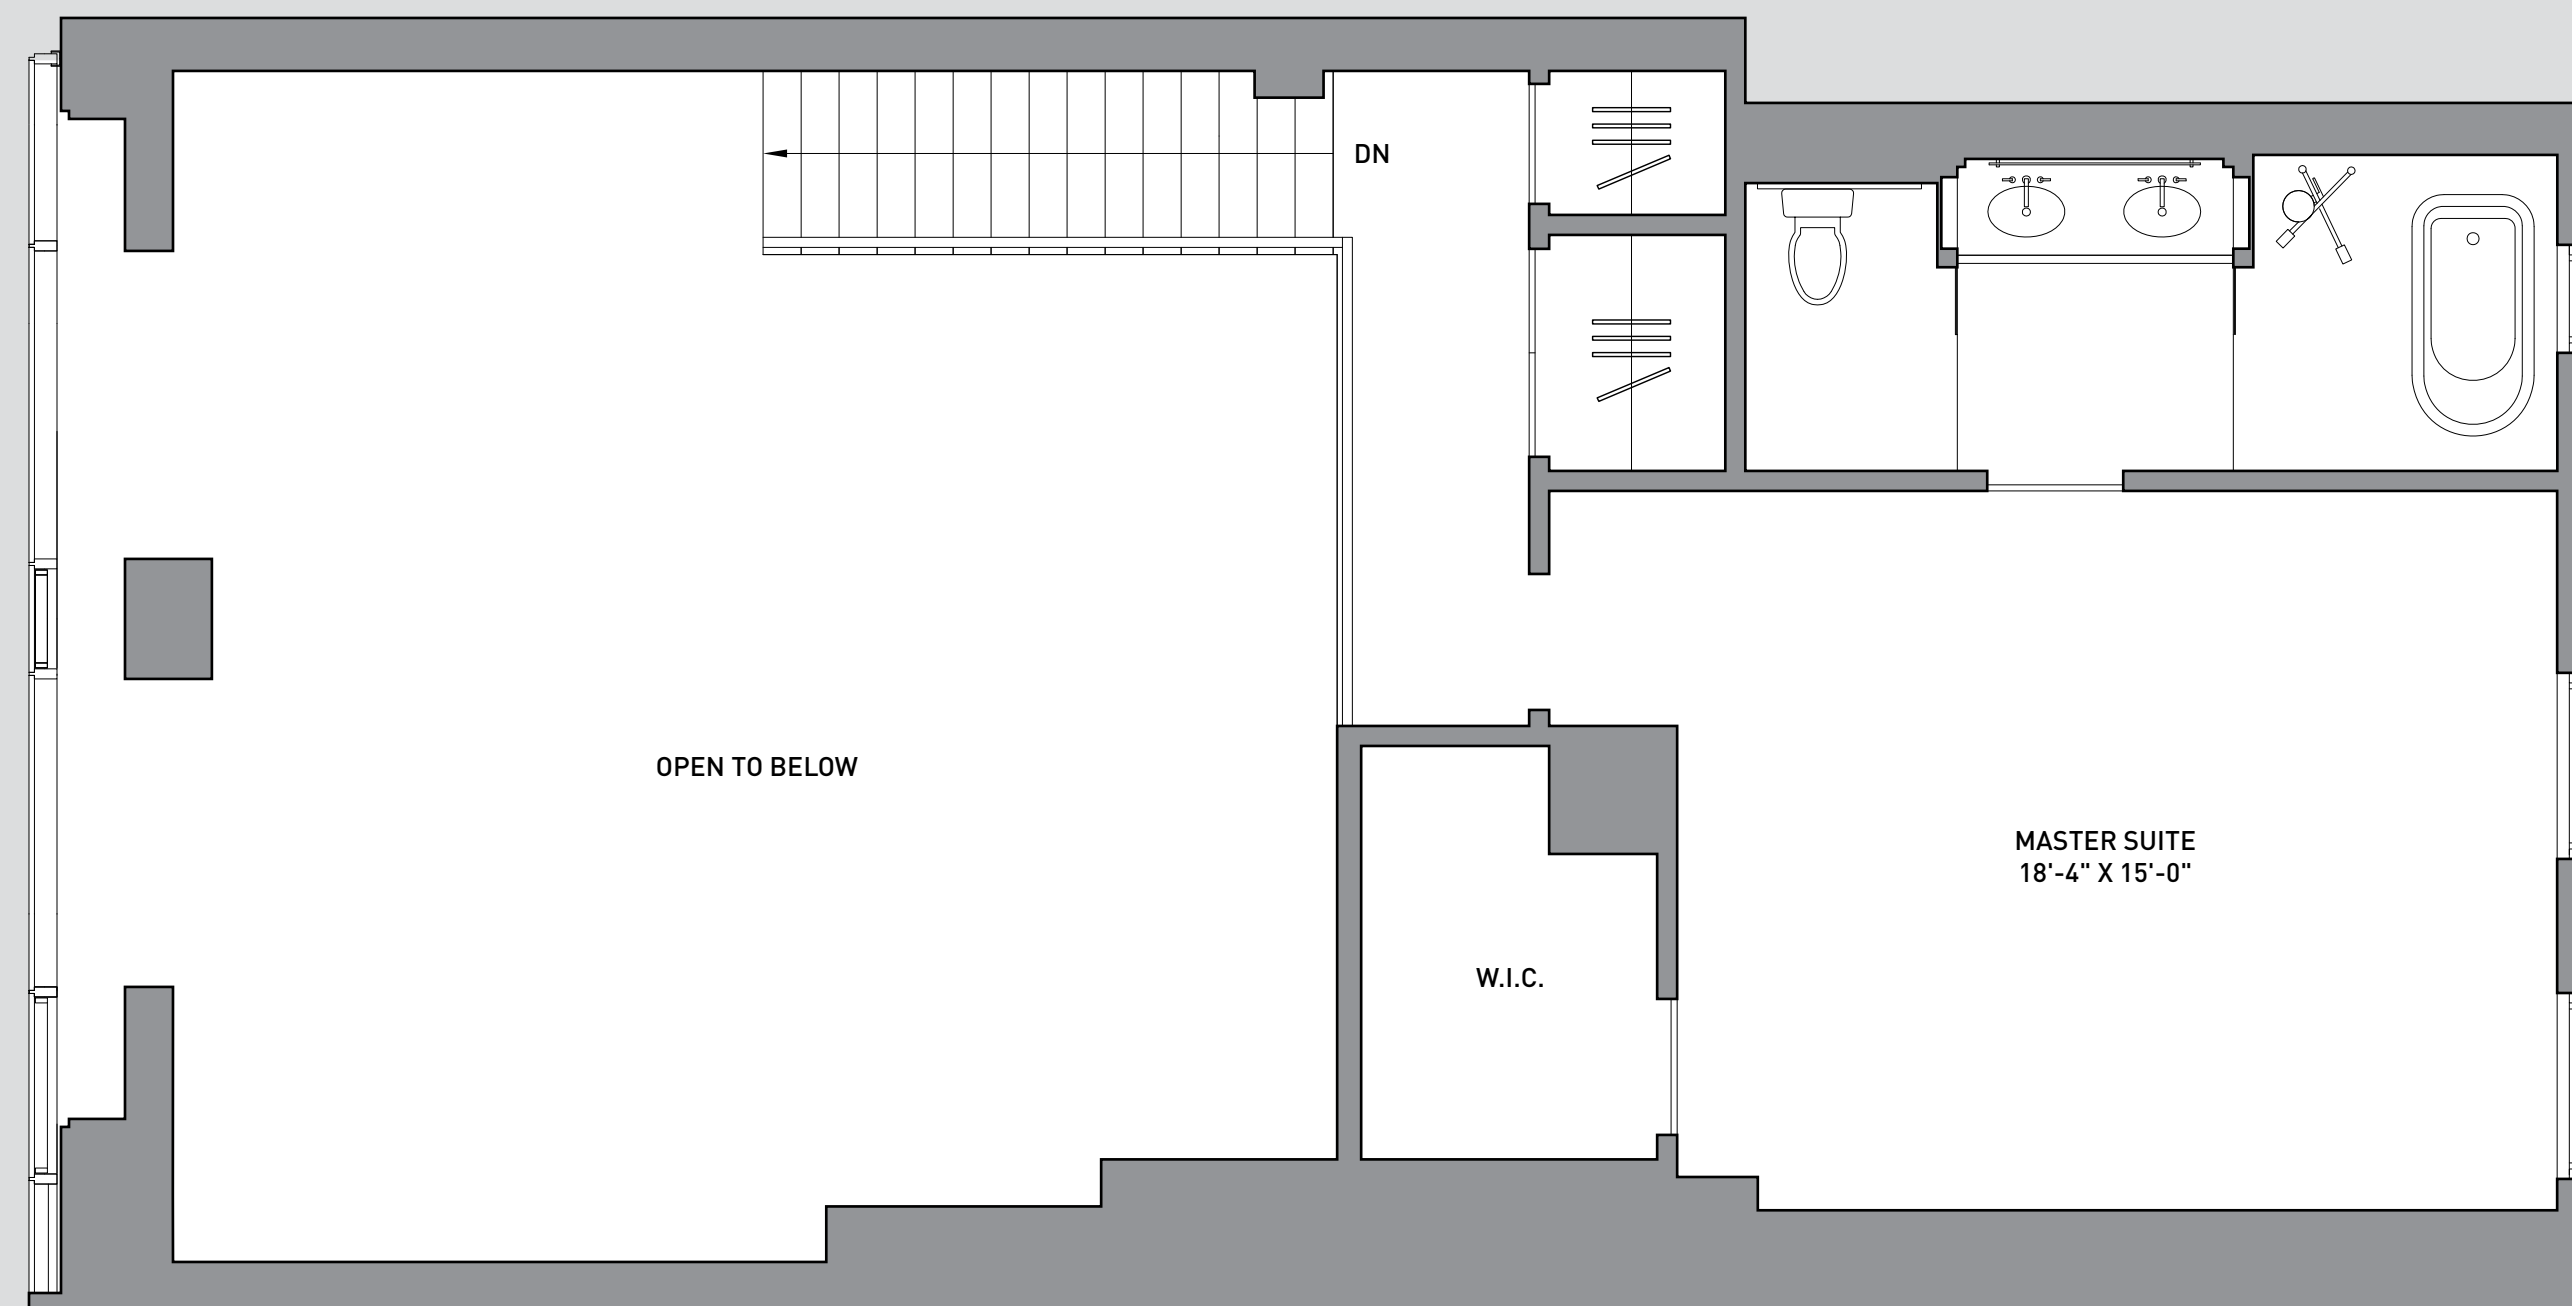 DN
OPEN TO BELOW
MASTER SUITE
18'-4" X 15'-0"
W.I.C.